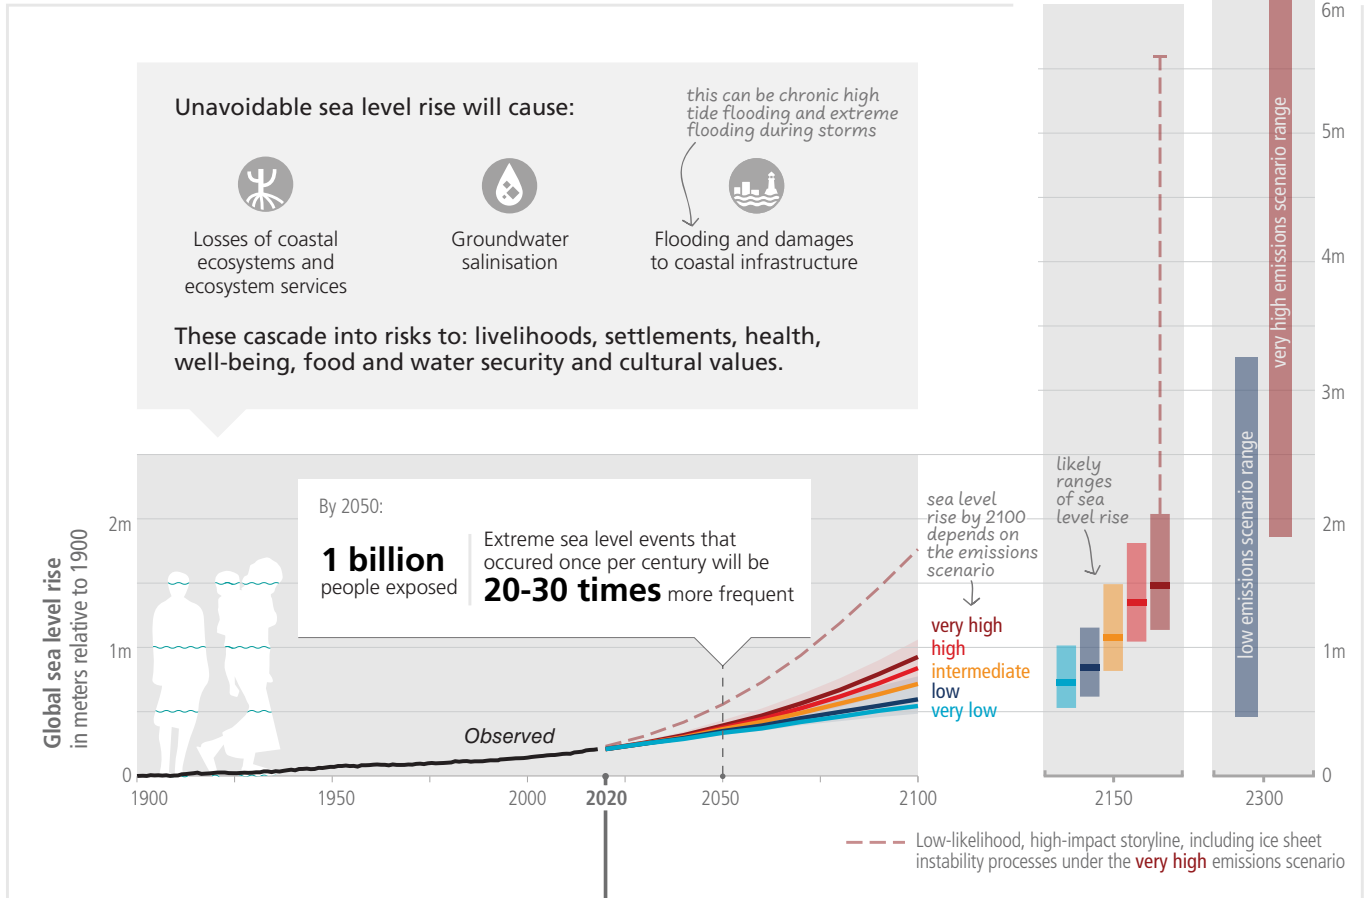 Unavoidable sea level rise will cause:
this can be chronic high
tide flooding and extreme
flooding during storms
Losses of coastal
ecosystems and
ecosystem services
Groundwater
salinisation
Flooding and damages
to coastal infrastructure
These cascade into risks to: livelihoods, settlements, health,
well-being, food and water security and cultural values.
Global sea level rise
in meters relative to 1900
2m
1m
0
By 2050:
1 billion
people exposed
Extreme sea level events that
occured once per century will be
20-30 times more frequent
Observed
1900
1950
2000
2020
2050
2100
sea level
rise by 2100
depends on
the emissions
scenario
very high
high
intermediate
low
very low
likely
ranges
of sea
level rise
2150
low emissions scenario range
very high emissions scenario range
2300
6m
5m
4m
3m
2m
1m
0
Low-likelihood, high-impact storyline, including ice sheet
instability processes under the very high emissions scenario